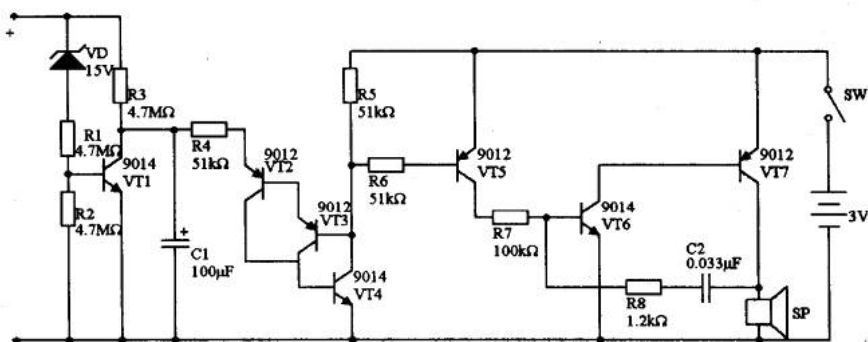 +
VD
15V
R3
4.7MΩ
R1
4.7MΩ
9014
VT1
R2
4.7MΩ
R4
51kΩ
+
C1
100μF
9012
VT2
9012
VT3
9014
VT4
R5
51kΩ
R6
51kΩ
9012
VT5
R7
100kΩ
9014
VT6
C2
0.033μF
R8
1.2kΩ
9012
VT7
SP
SW
3V